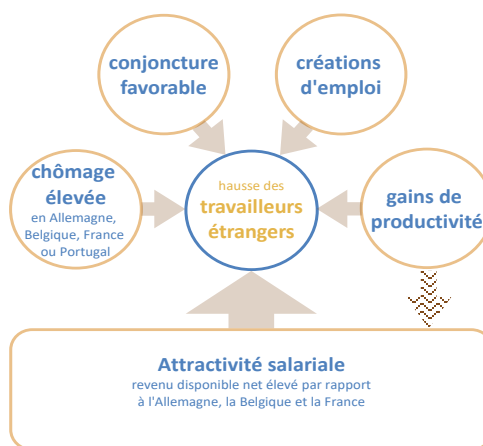 conjoncture
favorable
créations
d'emploi
chômage
élevée
en Allemagne,
Belgique, France
ou Portugal
hausse des
travailleurs
étrangers
gains de
productivité
Attractivité salariale
revenu disponible net élevé par rapport
à l'Allemagne, la Belgique et la France